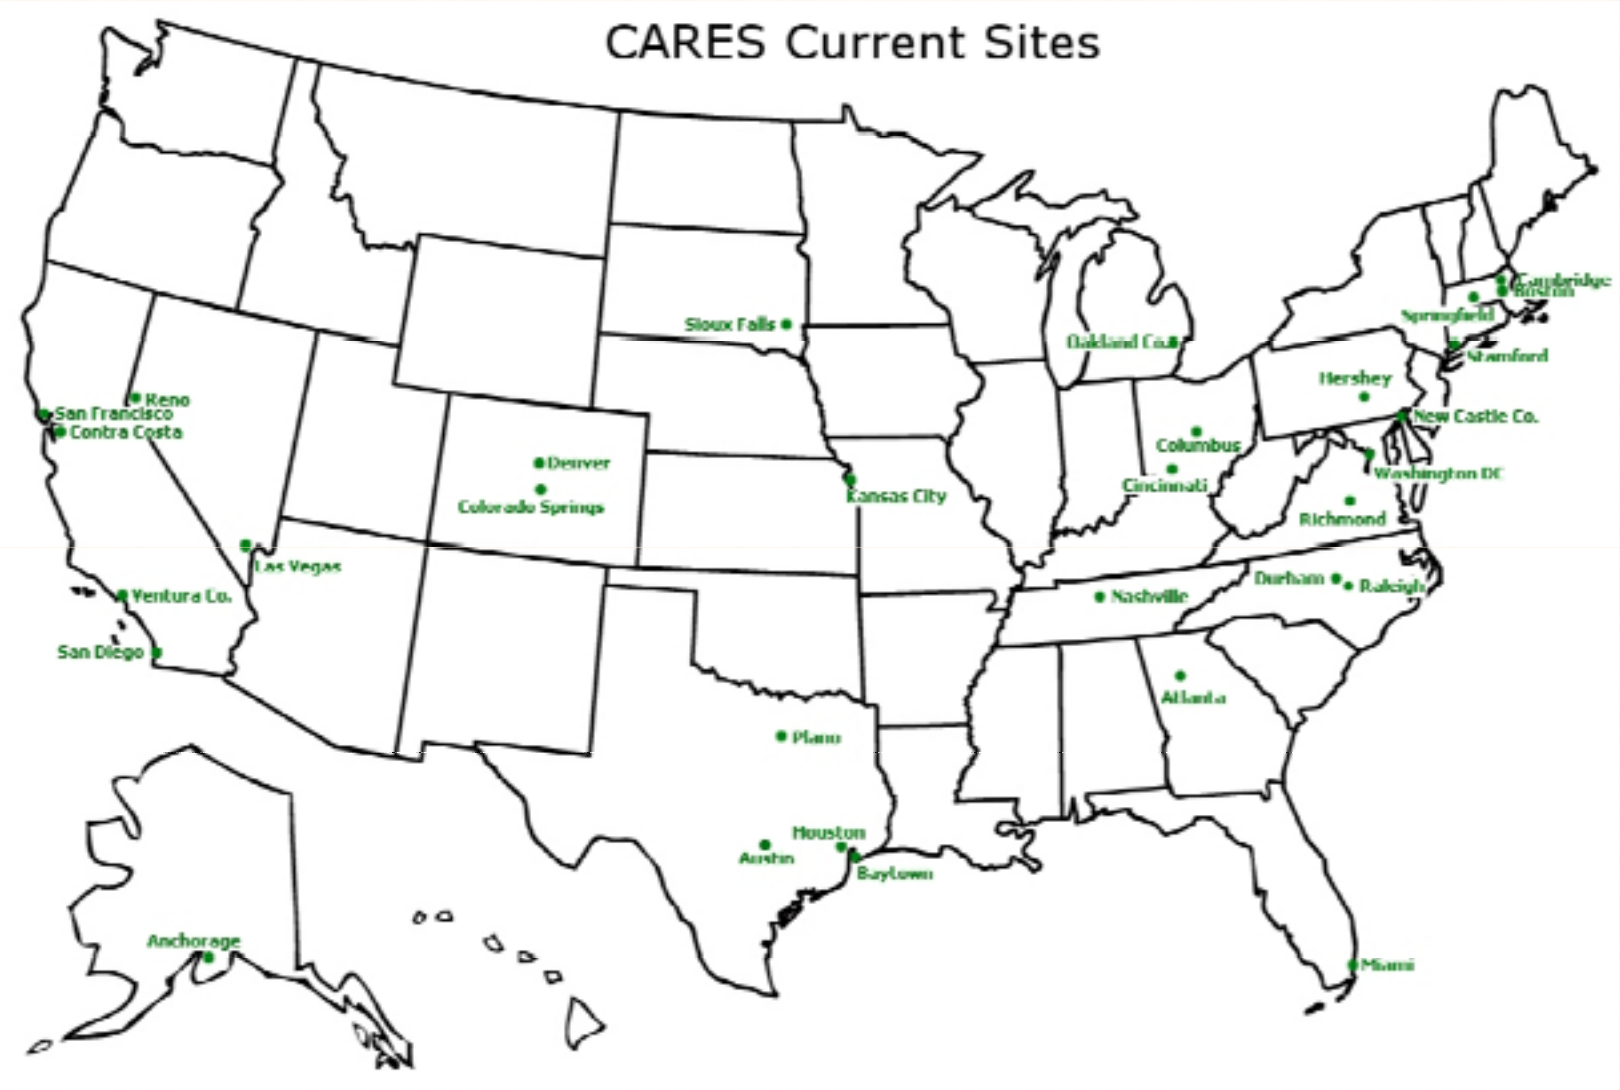 CARES Current Sites
Cambridge
Boston
Springfield
Sioux Falls
Oakland Co.
Stamford
Hershey
Reno
San Francisco
New Castle Co.
Contra Costa
Columbus
Denver
Washington DC
Cincinnati
Kansas City
Colorado Springs
Richmond
Las Vegas
Durham
Raleigh
Ventura Co.
Nashville
San Diego
Atlanta
Plano
Houston
Austin
Baytown
Anchorage
Miami